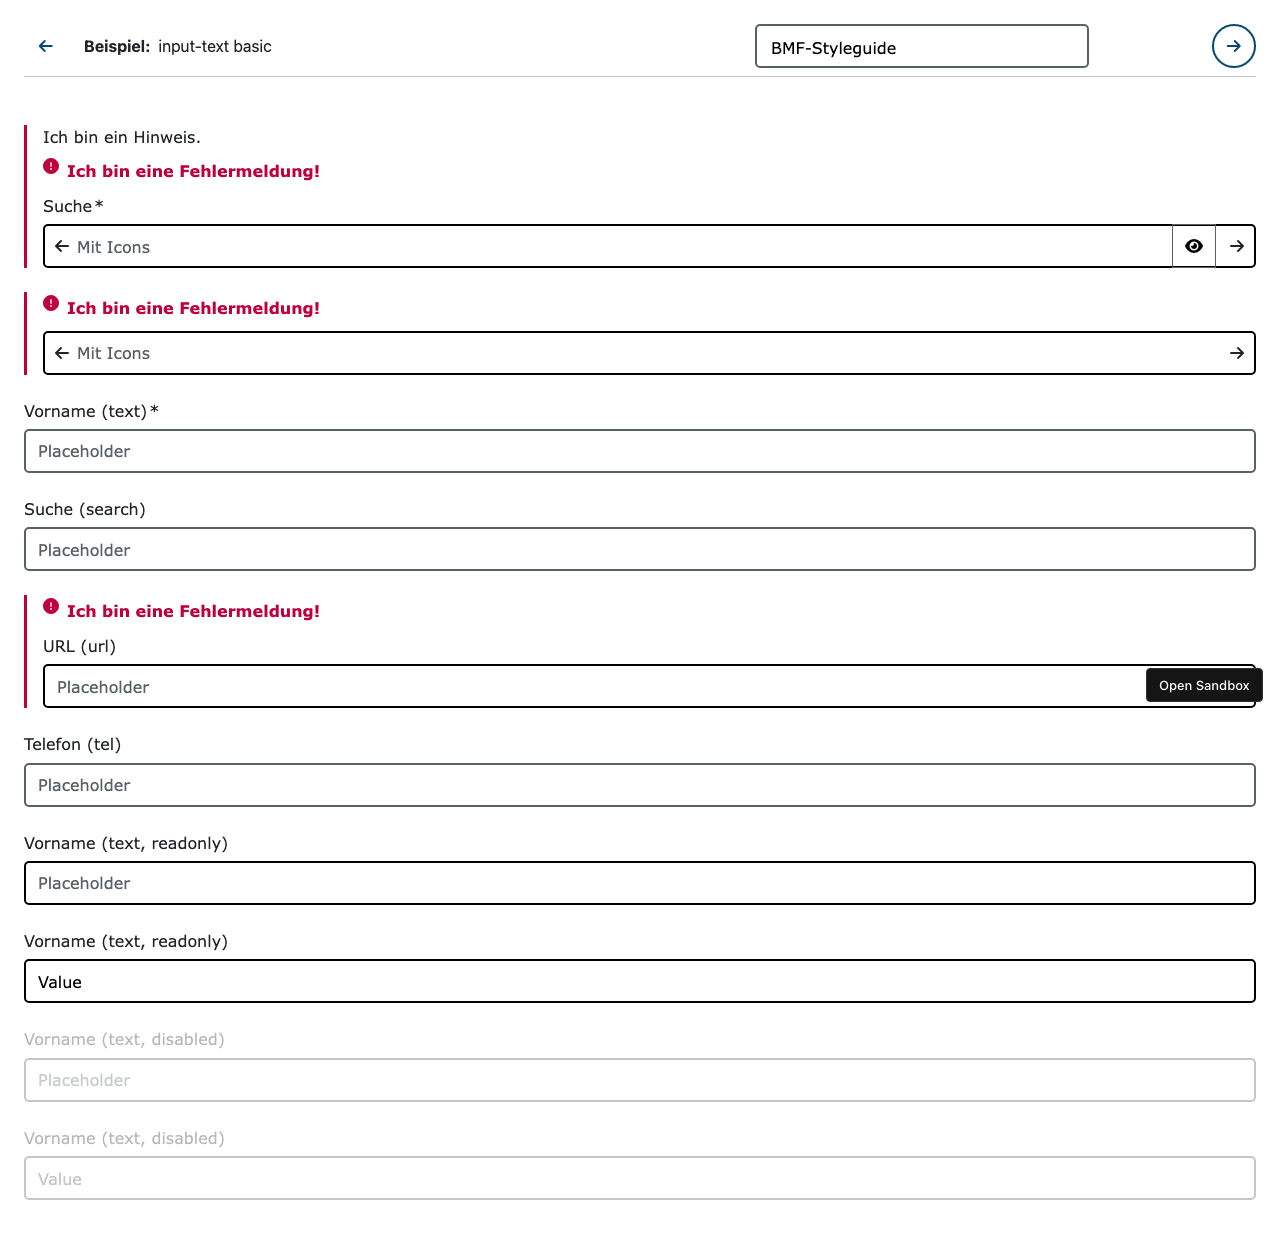 Beispiel: input-text basic
BMF-Styleguide
Ich bin ein Hinweis.
Ich bin eine Fehlermeldung!
Suche*
Mit Icons
Ich bin eine Fehlermeldung!
Mit Icons
Vorname (text)*
Placeholder
Suche (search)
Placeholder
Ich bin eine Fehlermeldung!
URL (url)
Placeholder
Open Sandbox
Telefon (tel)
Placeholder
Vorname (text, readonly)
Placeholder
Vorname (text, readonly)
Value
Vorname (text, disabled)
Placeholder
Vorname (text, disabled)
Value